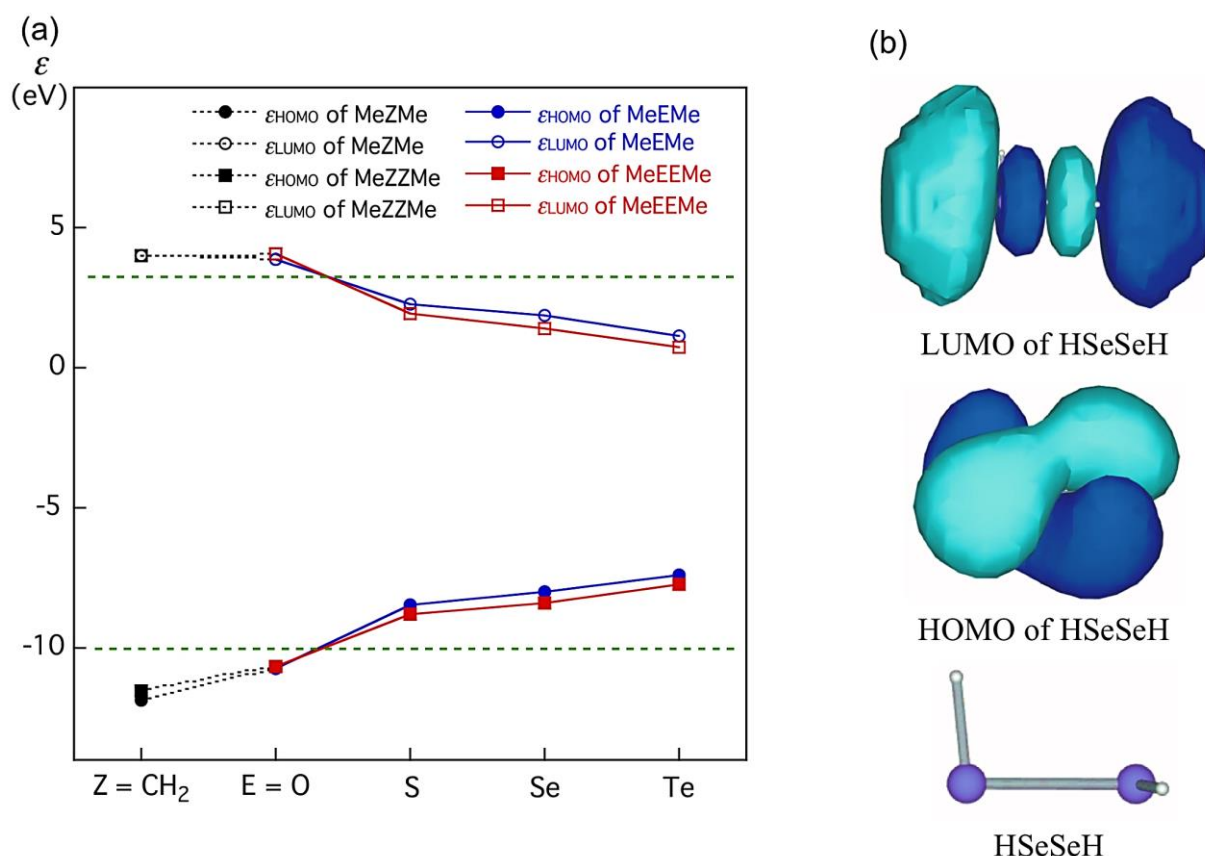 (a)
ε
(eV)
εHOMO of MeZMe
εLUMO of MeZMe
εHOMO of MeZZMe
εLUMO of MeZZMe
εHOMO of MeEMe
εLUMO of MeEMe
εHOMO of MeEEMe
εLUMO of MeEEMe
5
0
-5
-10
Z = CH₂ E = O S Se Te
(b)
LUMO of HSeSeH
HOMO of HSeSeH
HSeSeH